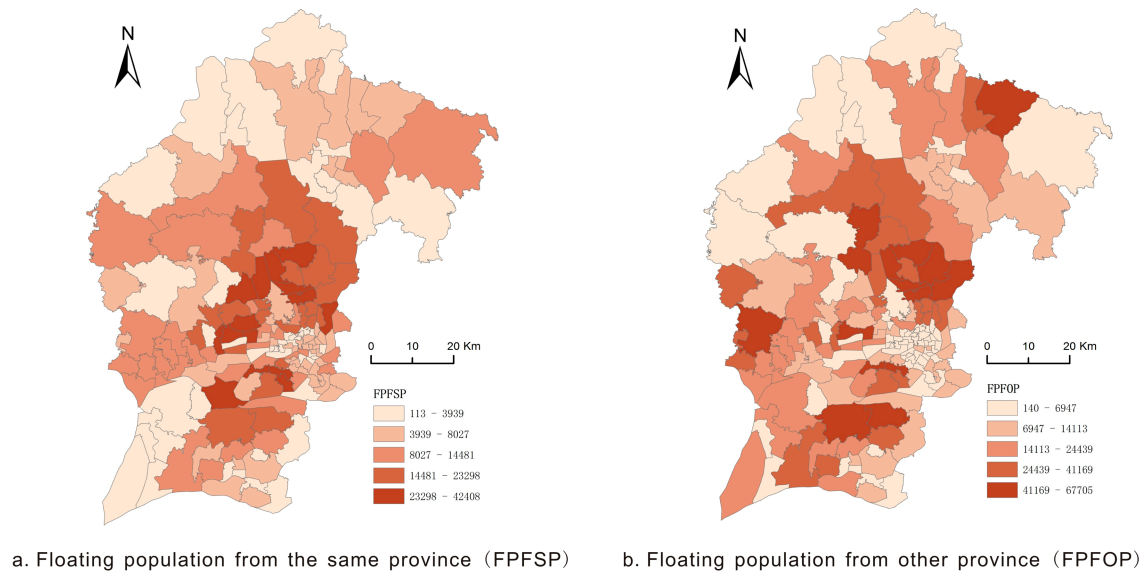 N
0 10 20 Km
FPFSP
113 - 3939
3939 - 8027
8027 - 14481
14481 - 23298
23298 - 42408
a. Floating population from the same province（FPFSP）
N
0 10 20 Km
FPFOP
140 - 6947
6947 - 14113
14113 - 24439
24439 - 41169
41169 - 67705
b. Floating population from other province（FPFOP）